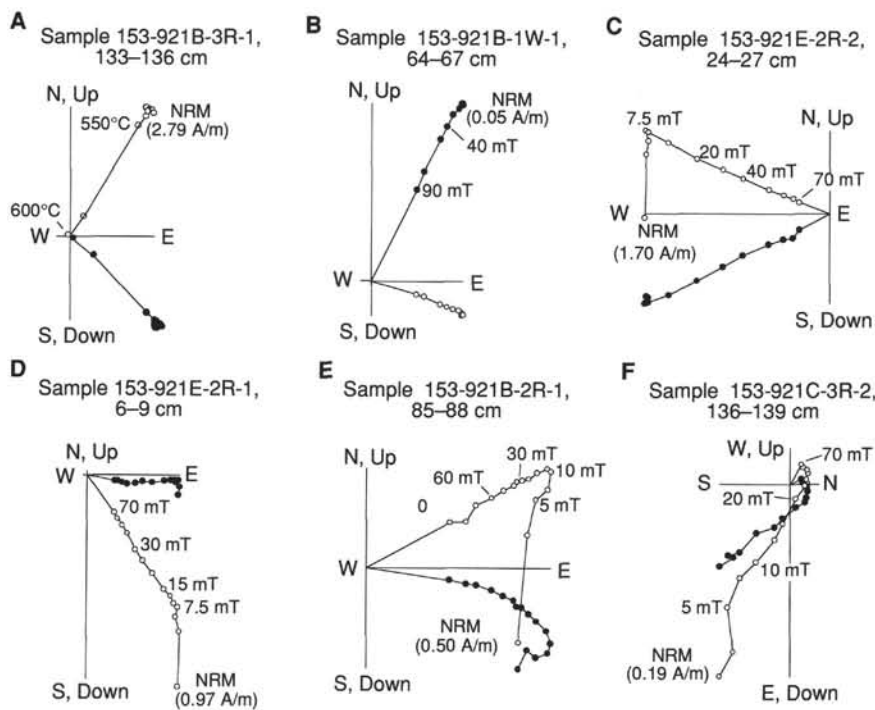 A
Sample 153-921B-3R-1,
133–136 cm
N, Up
550°C
NRM
(2.79 A/m)
600°C
W
E
S, Down
B
Sample 153-921B-1W-1,
64–67 cm
N, Up
NRM
(0.05 A/m)
40 mT
90 mT
W
E
S, Down
C
Sample 153-921E-2R-2,
24–27 cm
7.5 mT
N, Up
20 mT
40 mT
70 mT
W
E
NRM
(1.70 A/m)
S, Down
D
Sample 153-921E-2R-1,
6–9 cm
N, Up
W
E
70 mT
30 mT
15 mT
7.5 mT
NRM
(0.97 A/m)
S, Down
E
Sample 153-921B-2R-1,
85–88 cm
N, Up
30 mT
60 mT
10 mT
0
5 mT
W
E
NRM
(0.50 A/m)
S, Down
F
Sample 153-921C-3R-2,
136–139 cm
W, Up
70 mT
S
N
20 mT
10 mT
5 mT
NRM
(0.19 A/m)
E, Down